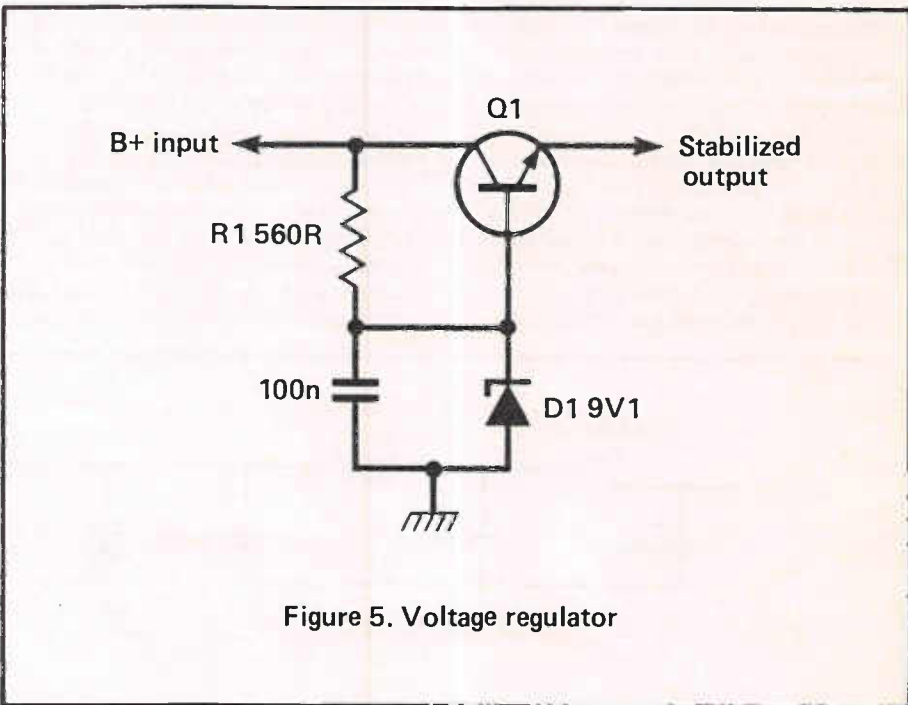 Q1
B+ input
Stabilized
output
R1 560R
100n
D1 9V1
Figure 5. Voltage regulator